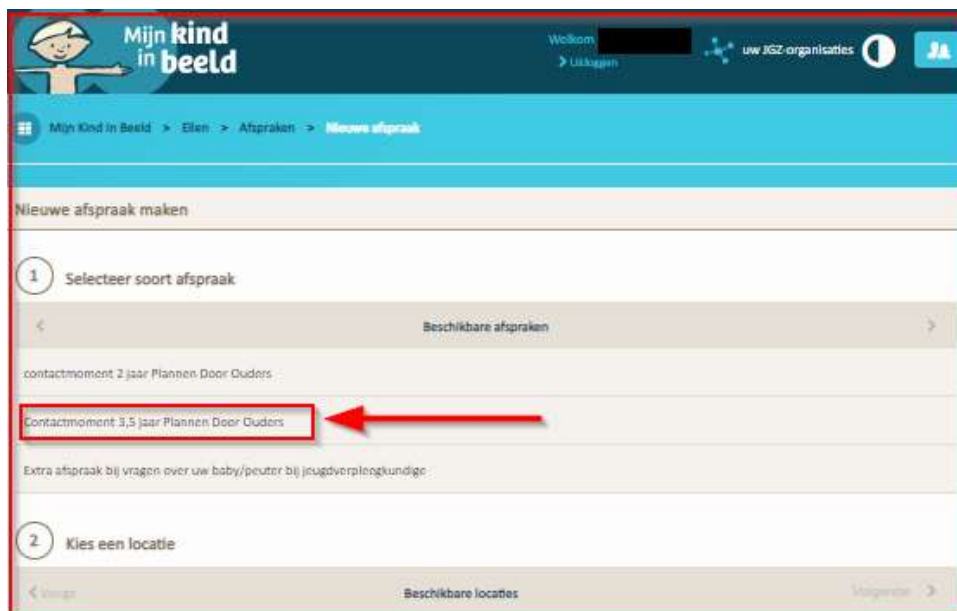 Mijn kind
in beeld
Welkom
> Uitloggen
uw JGZ-organisaties
Mijn Kind in Beeld > Ellen > Afspraken > Nieuwe afspraak
Nieuwe afspraak maken
1 Selecteer soort afspraak
< Beschikbare afspraken >
contactmoment 2 jaar Plannen Door Ouders
Contactmoment 3,5 jaar Plannen Door Ouders
Extra afspraak bij vragen over uw baby/peuter bij jeugdverpleegkundige
2 Kies een locatie
< Vorige Beschikbare locaties Volgende >